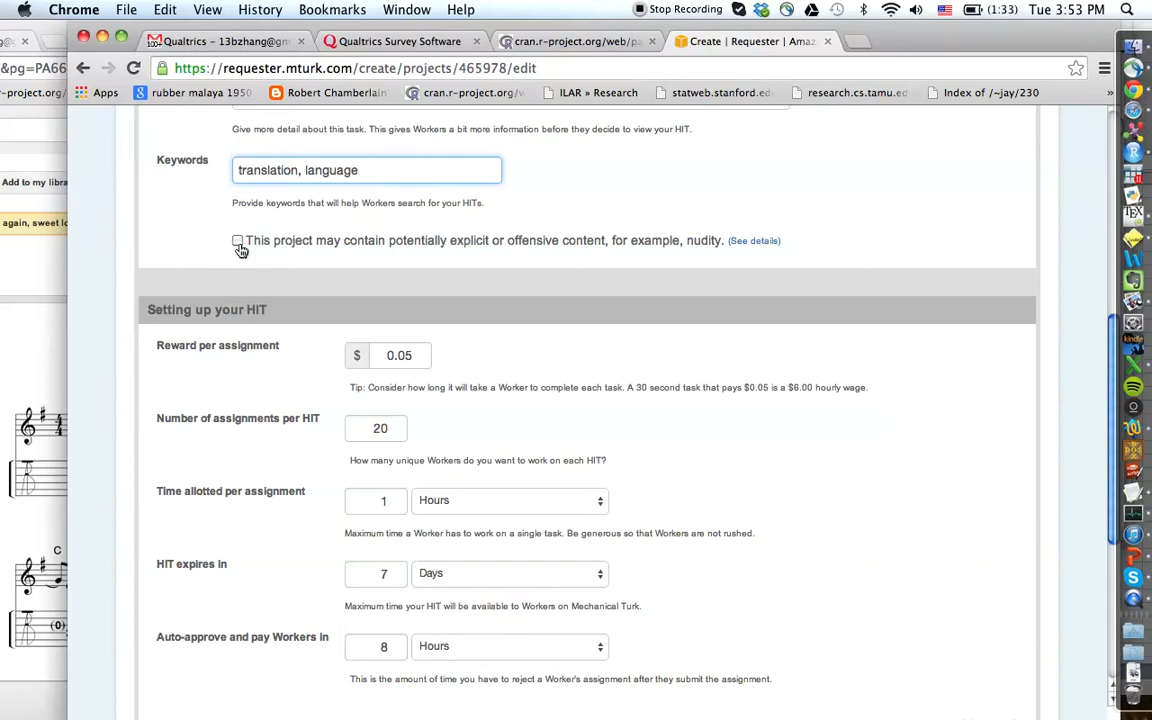 Chrome File Edit View History Bookmarks Window Help Stop Recording (1:33) Tue 3:53 PM
Qualtrics – 13bzhang@gm Qualtrics Survey Software cran.r-project.org/web/pa Create | Requester | Amaz
&pg=PA66 https://requester.mturk.com/create/projects/465978/edit
Apps rubber malaya 1950 Robert Chamberlain cran.r-project.org/w ILAR » Research statweb.stanford.ed research.cs.tamu.ed Index of /~jay/230 »
Give more detail about this task. This gives Workers a bit more information before they decide to view your HIT.
Keywords translation, language
Add to my libra
Provide keywords that will help Workers search for your HITs.
again, sweet lo
This project may contain potentially explicit or offensive content, for example, nudity. (See details)
Setting up your HIT
Reward per assignment $ 0.05
Tip: Consider how long it will take a Worker to complete each task. A 30 second task that pays $0.05 is a $6.00 hourly wage.
Number of assignments per HIT 20
How many unique Workers do you want to work on each HIT?
Time allotted per assignment 1 Hours
Maximum time a Worker has to work on a single task. Be generous so that Workers are not rushed.
C
HIT expires in 7 Days
Maximum time your HIT will be available to Workers on Mechanical Turk.
(0)
Auto-approve and pay Workers in 8 Hours
This is the amount of time you have to reject a Worker's assignment after they submit the assignment.